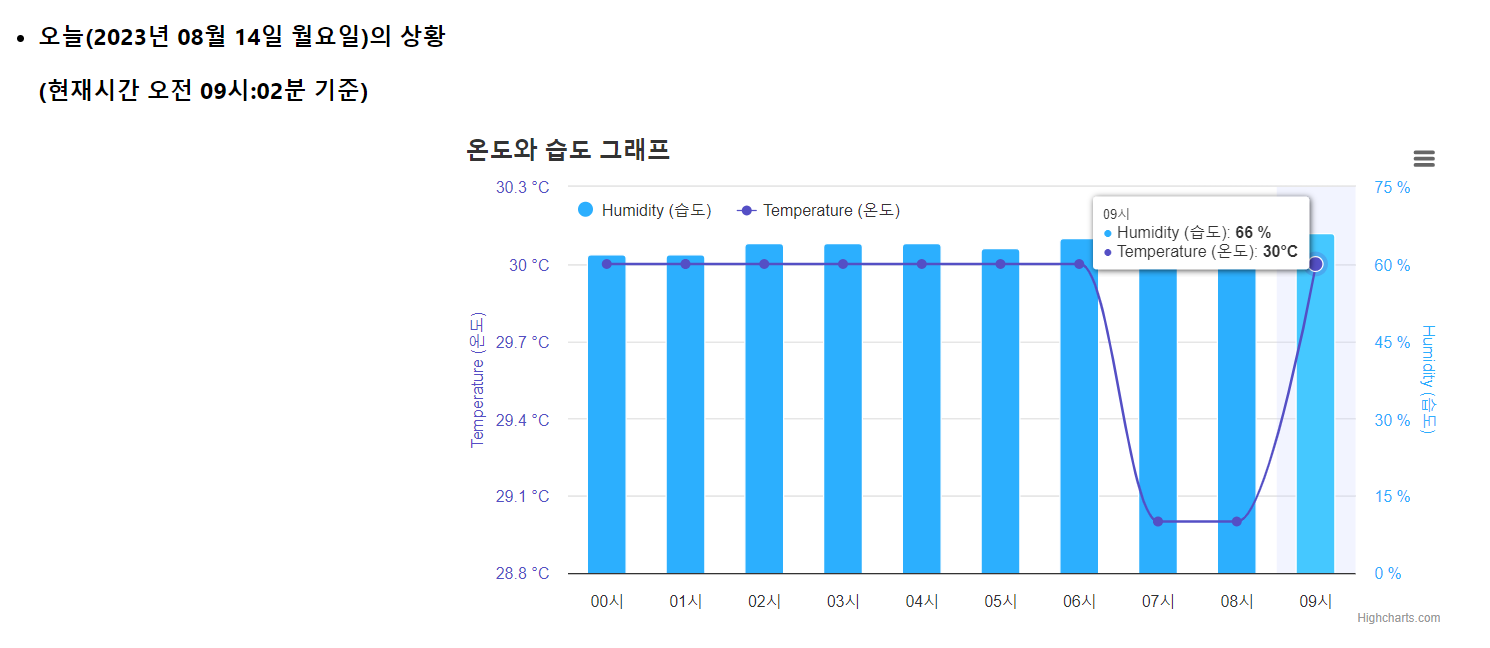 오늘(2023년 08월 14일 월요일)의 상황
(현재시간 오전 09시:02분 기준)
온도와 습도 그래프
30.3 °C
75 %
Humidity (습도)
Temperature (온도)
09시
Humidity (습도): 66 %
Temperature (온도): 30°C
30 °C
60 %
29.7 °C
45 %
29.4 °C
30 %
29.1 °C
15 %
28.8 °C
0 %
Temperature (온도)
Humidity (습도)
00시 01시 02시 03시 04시 05시 06시 07시 08시 09시
Highcharts.com